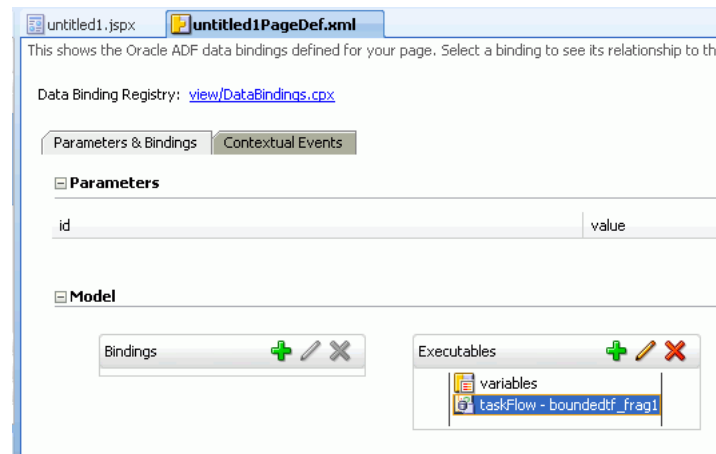 untitled1.jspx untitled1PageDef.xml
This shows the Oracle ADF data bindings defined for your page. Select a binding to see its relationship to th
Data Binding Registry: view/DataBindings.cpx
Parameters & Bindings Contextual Events
Parameters
id value
Model
Bindings Executables
variables
taskFlow - boundedtf_frag1